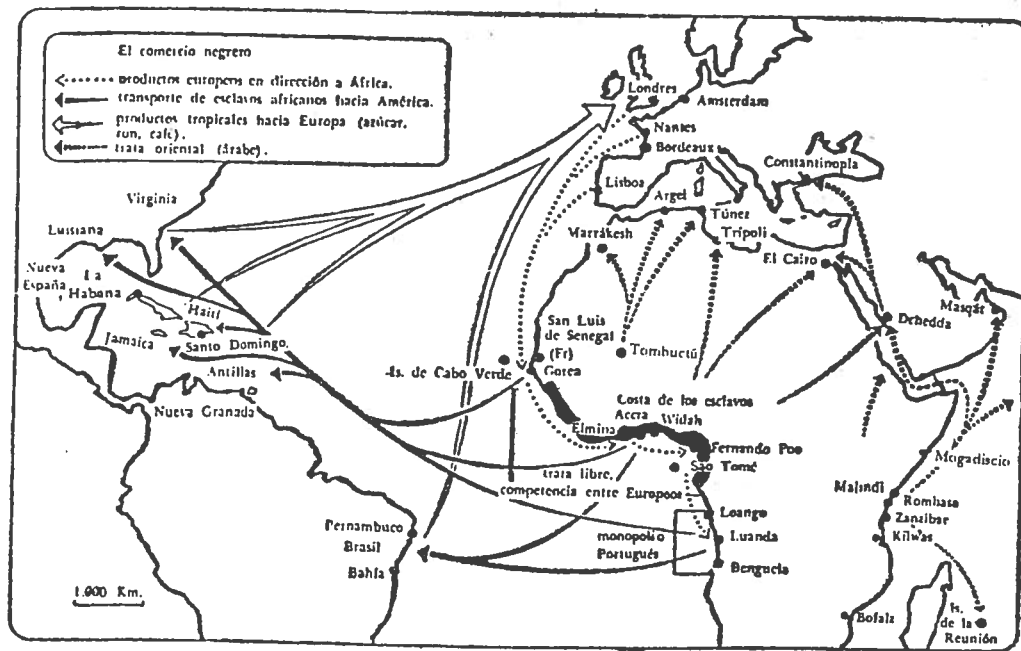 El comercio negrero
productos europeos en dirección a África.
transporte de esclavos africanos hacia América.
productos tropicales hacia Europa (azúcar,
ron, café).
trata oriental (árabe).
Londres
Amsterdam
Nantes
Bordeaux
Constantinopla
Lisboa
Argel
Túnez
Trípoli
Marrákesh
El Cairo
Virginia
Luisiana
Nueva
España,
La
Habana
Haití
Jamaica
Santo Domingo,
Antillas
Nueva Granada
San Luis
de Senegal
(Fr)
Gorea
Tombuctú
-Is. de Cabo Verde
Masqat
Djhedda
Costa de los esclavos
Accra
Widah
Elmina
Fernando Poo
Sao Tomé
trata libre,
competencia entre Europeos
Mogadiscio
Malindi
Rombasa
Zanzibar
Kilwas
Loango
monopolio
Portugués
Luanda
Benguela
Pernambuco
Brasil
Bahía
1.000 Km.
Bofala
Is.
de la
Reunión